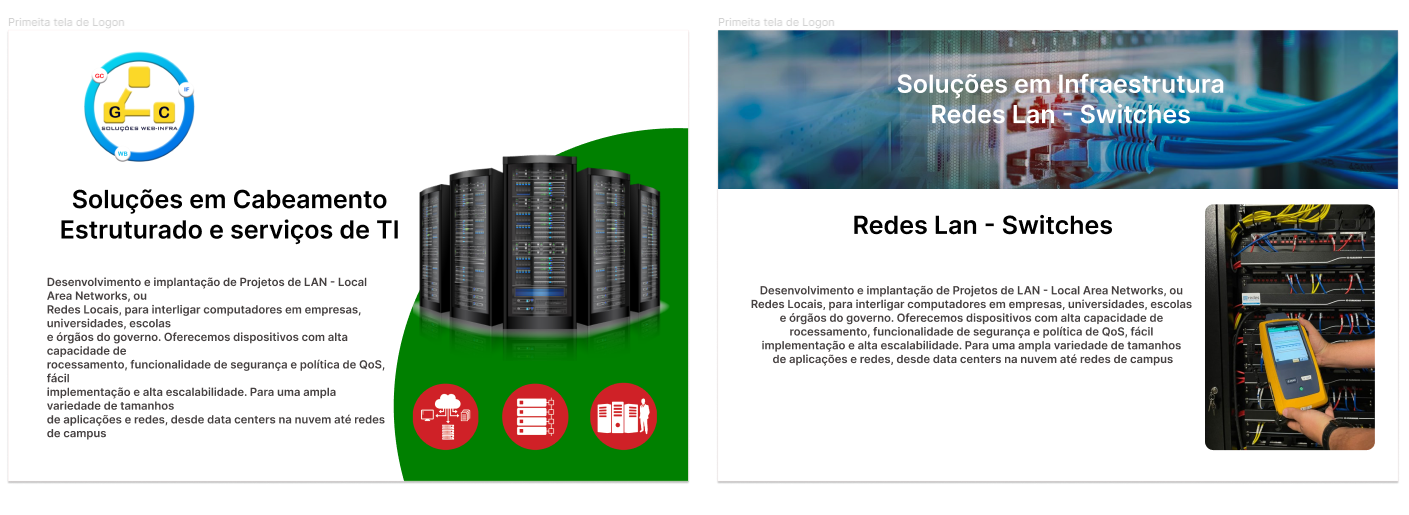 Primeita tela de Logon
GC
IF
G
C
SOLUÇÕES WEB-INFRA
WB
Soluções em Cabeamento
Estruturado e serviços de TI
Desenvolvimento e implantação de Projetos de LAN - Local
Area Networks, ou
Redes Locais, para interligar computadores em empresas,
universidades, escolas
e órgãos do governo. Oferecemos dispositivos com alta
capacidade de
rocessamento, funcionalidade de segurança e política de QoS,
fácil
implementação e alta escalabilidade. Para uma ampla
variedade de tamanhos
de aplicações e redes, desde data centers na nuvem até redes
de campus
Primeita tela de Logon
Soluções em Infraestrutura
Redes Lan - Switches
Redes Lan - Switches
Desenvolvimento e implantação de Projetos de LAN - Local Area Networks, ou
Redes Locais, para interligar computadores em empresas, universidades, escolas
e órgãos do governo. Oferecemos dispositivos com alta capacidade de
rocessamento, funcionalidade de segurança e política de QoS, fácil
implementação e alta escalabilidade. Para uma ampla variedade de tamanhos
de aplicações e redes, desde data centers na nuvem até redes de campus